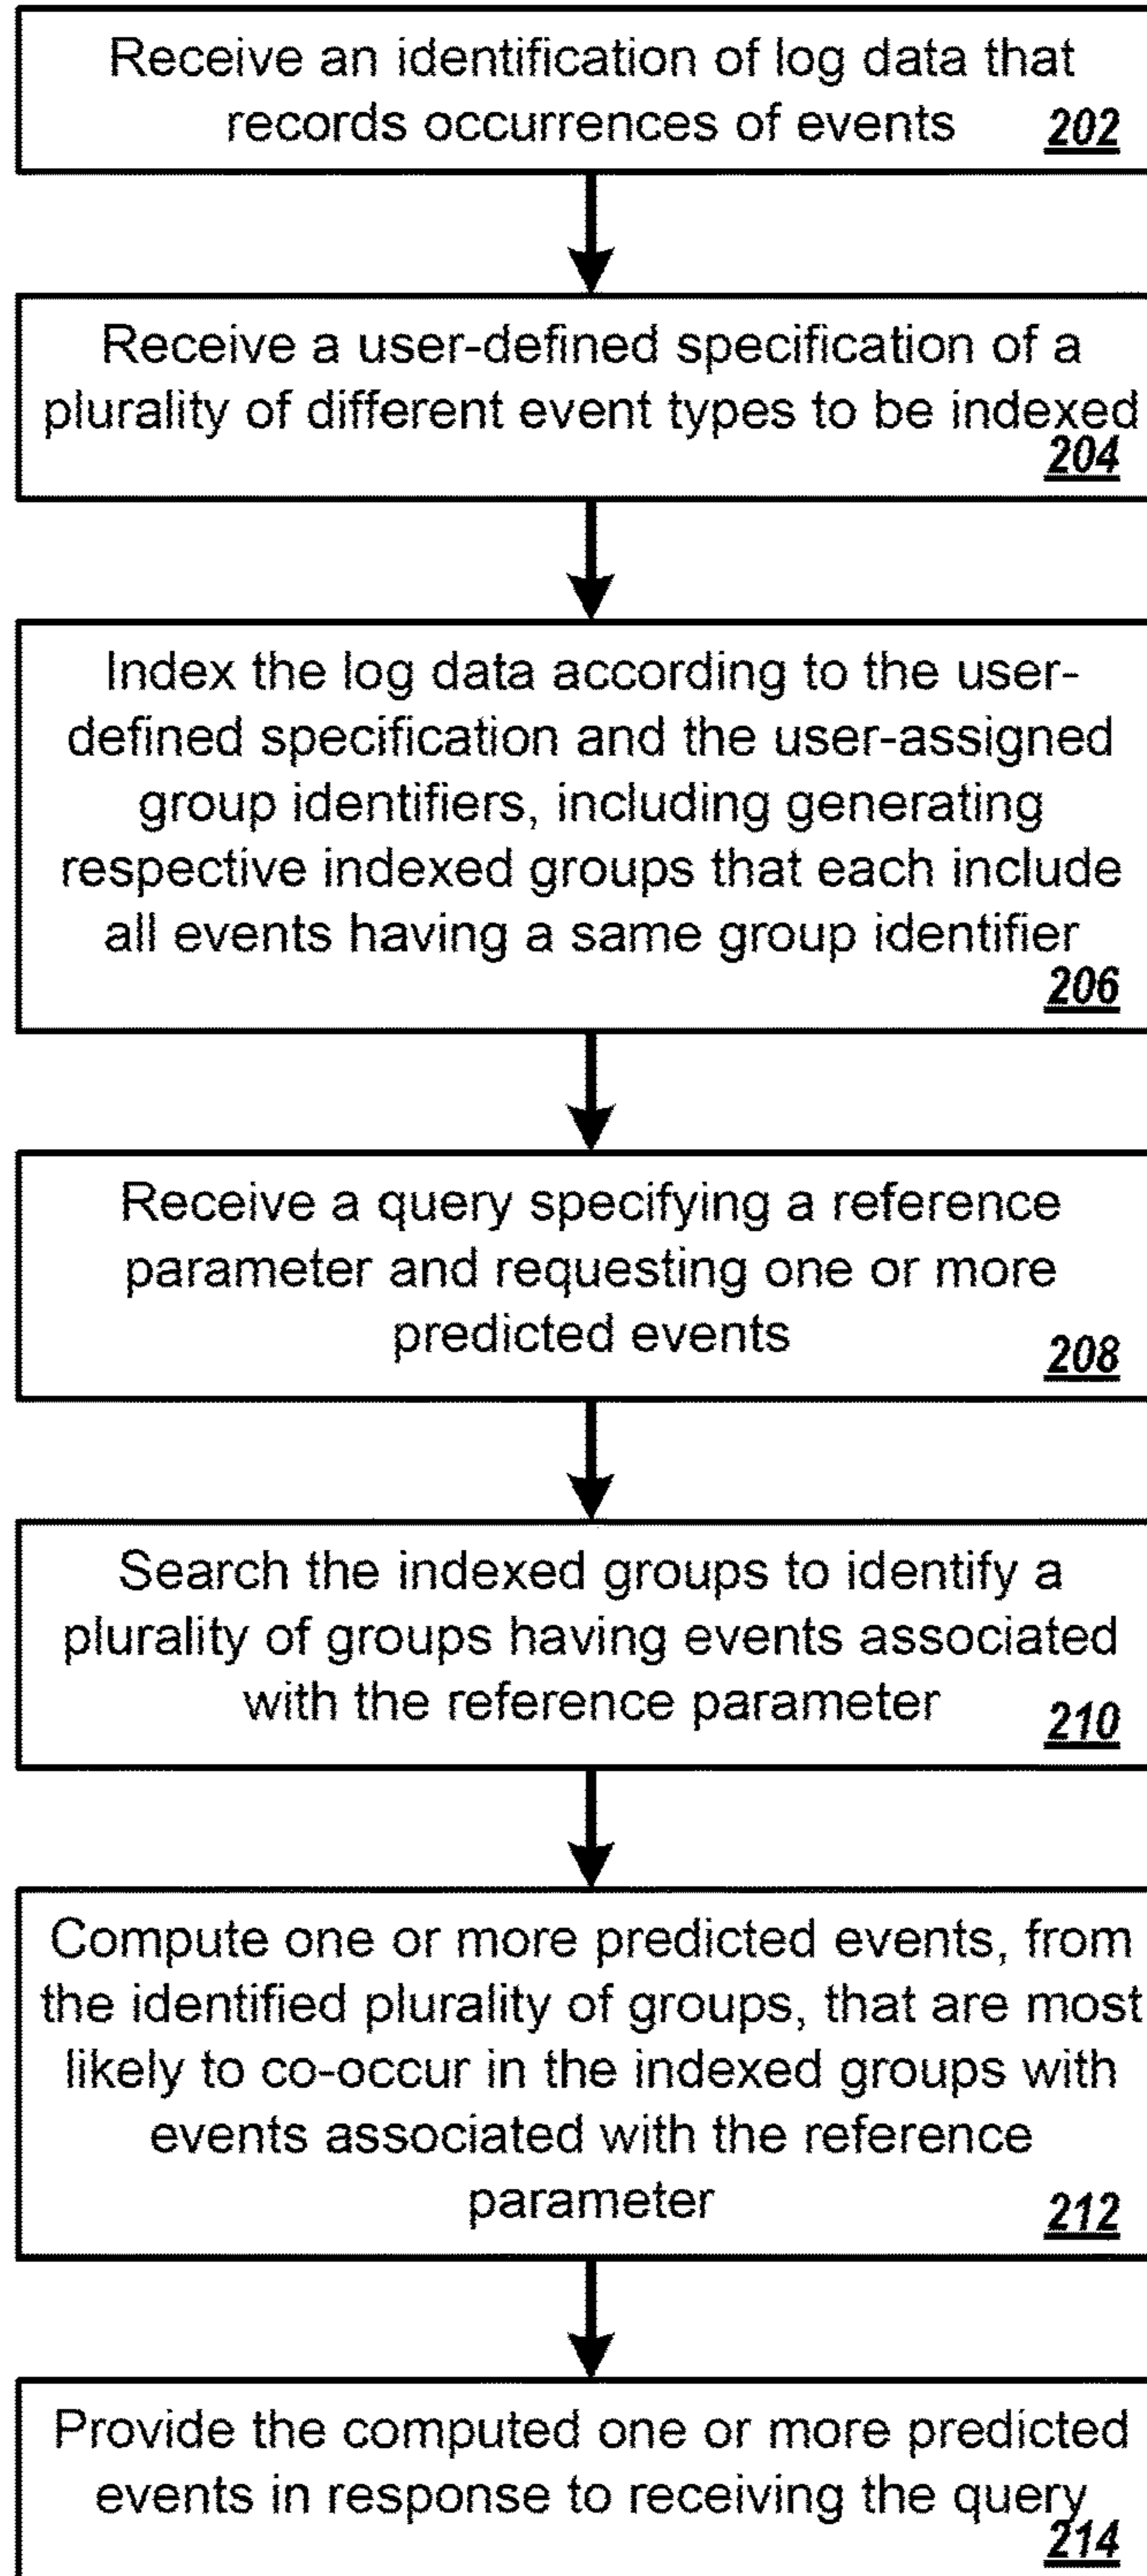 Receive an identification of log data that
records occurrences of events 202
Receive a user-defined specification of a
plurality of different event types to be indexed
204
Index the log data according to the user-
defined specification and the user-assigned
group identifiers, including generating
respective indexed groups that each include
all events having a same group identifier
206
Receive a query specifying a reference
parameter and requesting one or more
predicted events 208
Search the indexed groups to identify a
plurality of groups having events associated
with the reference parameter 210
Compute one or more predicted events, from
the identified plurality of groups, that are most
likely to co-occur in the indexed groups with
events associated with the reference
parameter 212
Provide the computed one or more predicted
events in response to receiving the query
214